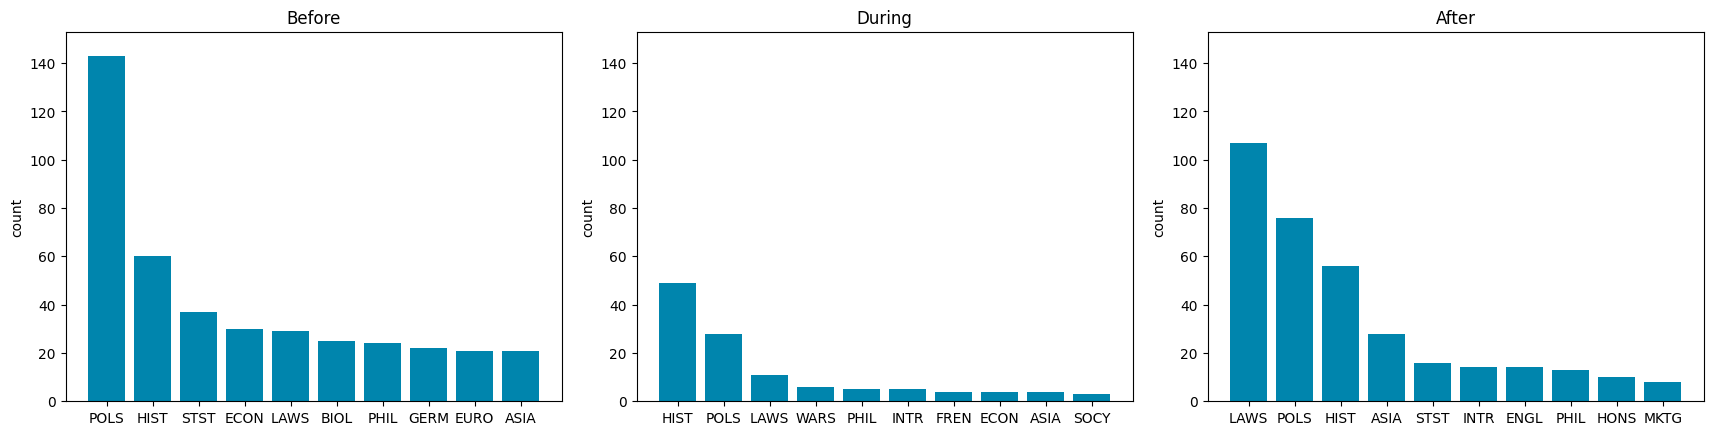 Before
count
140
120
100
80
60
40
20
0
POLS HIST STST ECON LAWS BIOL PHIL GERM EURO ASIA
During
count
140
120
100
80
60
40
20
0
HIST POLS LAWS WARS PHIL INTR FREN ECON ASIA SOCY
After
count
140
120
100
80
60
40
20
0
LAWS POLS HIST ASIA STST INTR ENGL PHIL HONS MKTG